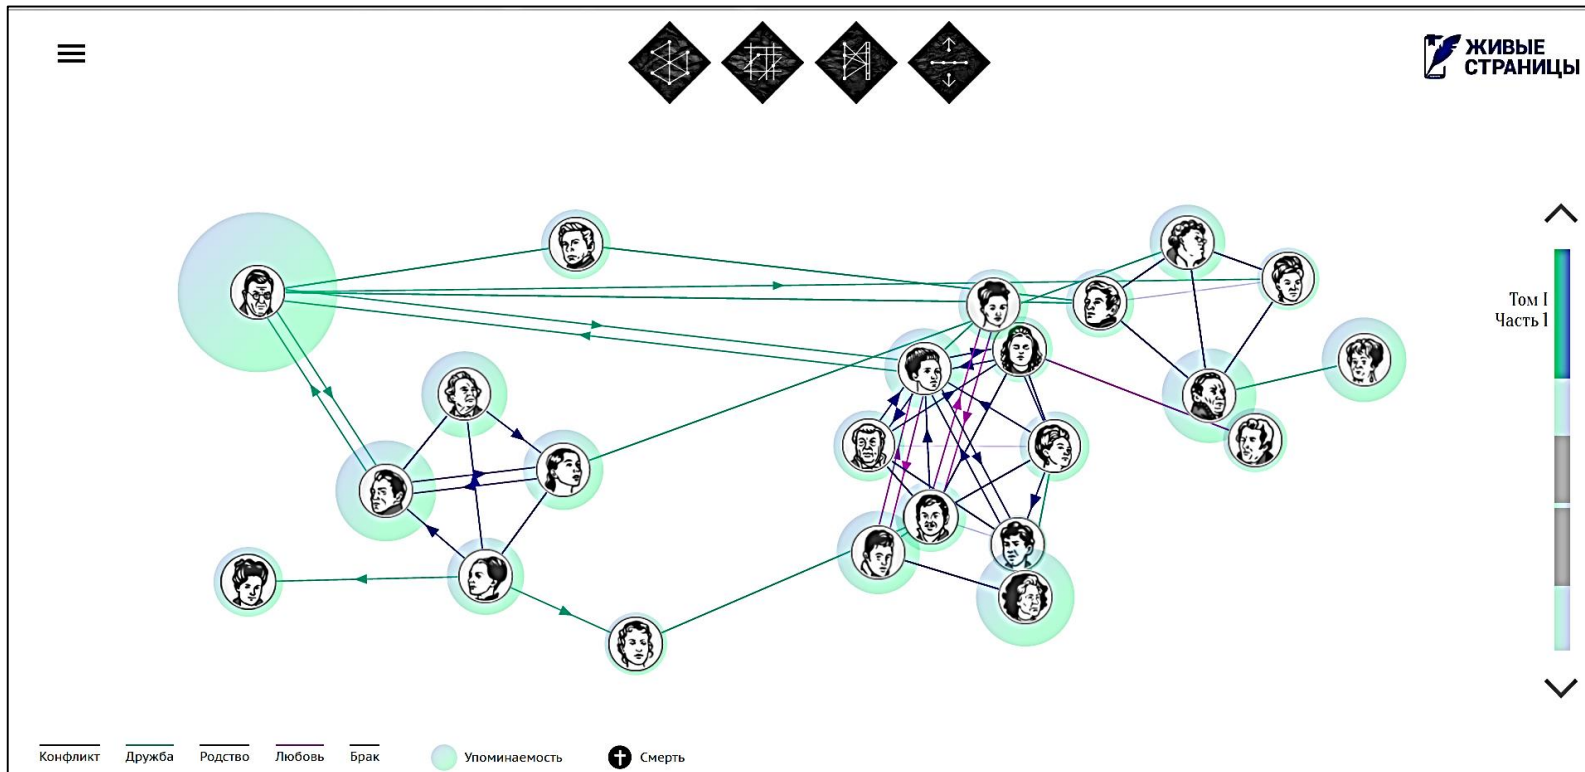 ЖИВЫЕ
СТРАНИЦЫ
Том I
Часть 1
Конфликт Дружба Родство Любовь Брак Упоминаемость Смерть